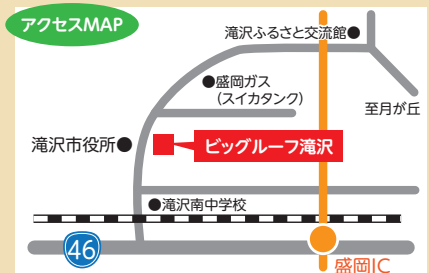 アクセスMAP
滝沢ふるさと交流館●
●盛岡ガス
(スイカタンク)
至月が丘
滝沢市役所●
ビッグルーフ滝沢
●滝沢南中学校
46
盛岡IC